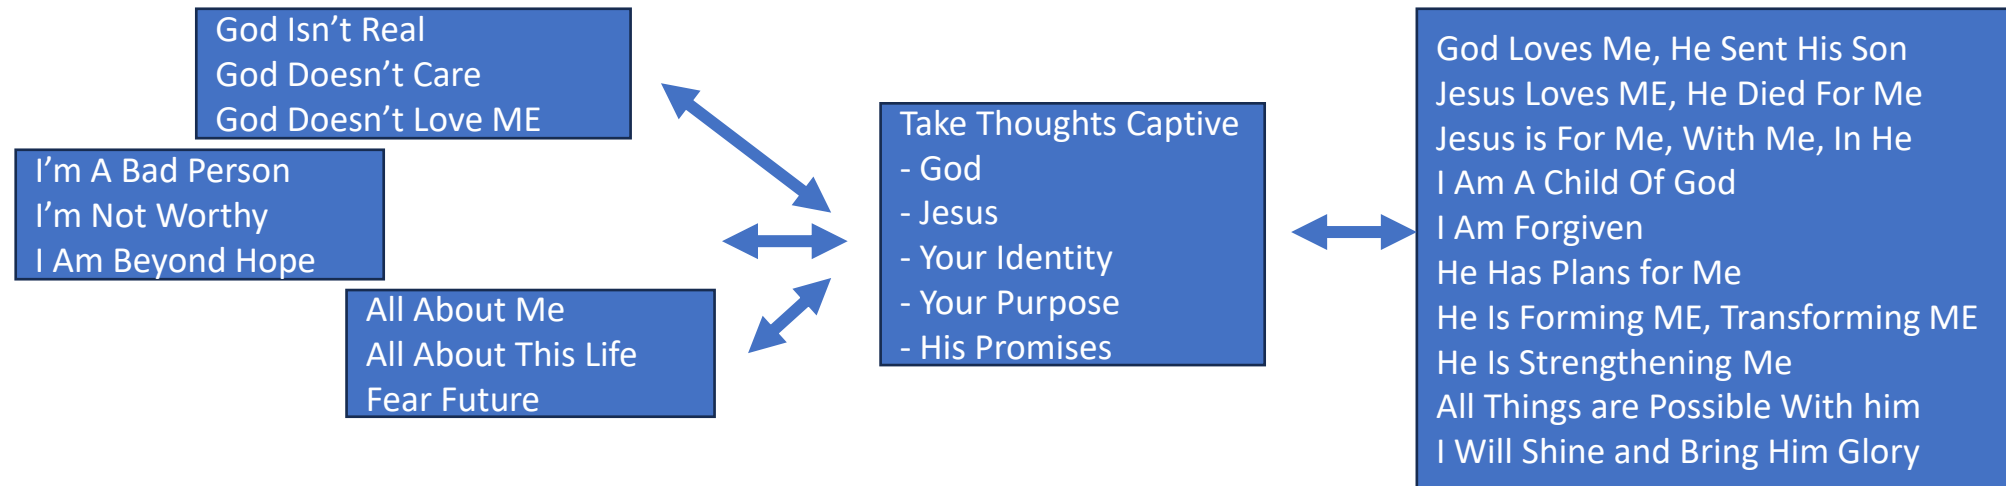 God Isn’t Real
God Doesn’t Care
God Doesn’t Love ME
I’m A Bad Person
I’m Not Worthy
I Am Beyond Hope
All About Me
All About This Life
Fear Future
Take Thoughts Captive
- God
- Jesus
- Your Identity
- Your Purpose
- His Promises
God Loves Me, He Sent His Son
Jesus Loves ME, He Died For Me
Jesus is For Me, With Me, In He
I Am A Child Of God
I Am Forgiven
He Has Plans for Me
He Is Forming ME, Transforming ME
He Is Strengthening Me
All Things are Possible With him
I Will Shine and Bring Him Glory